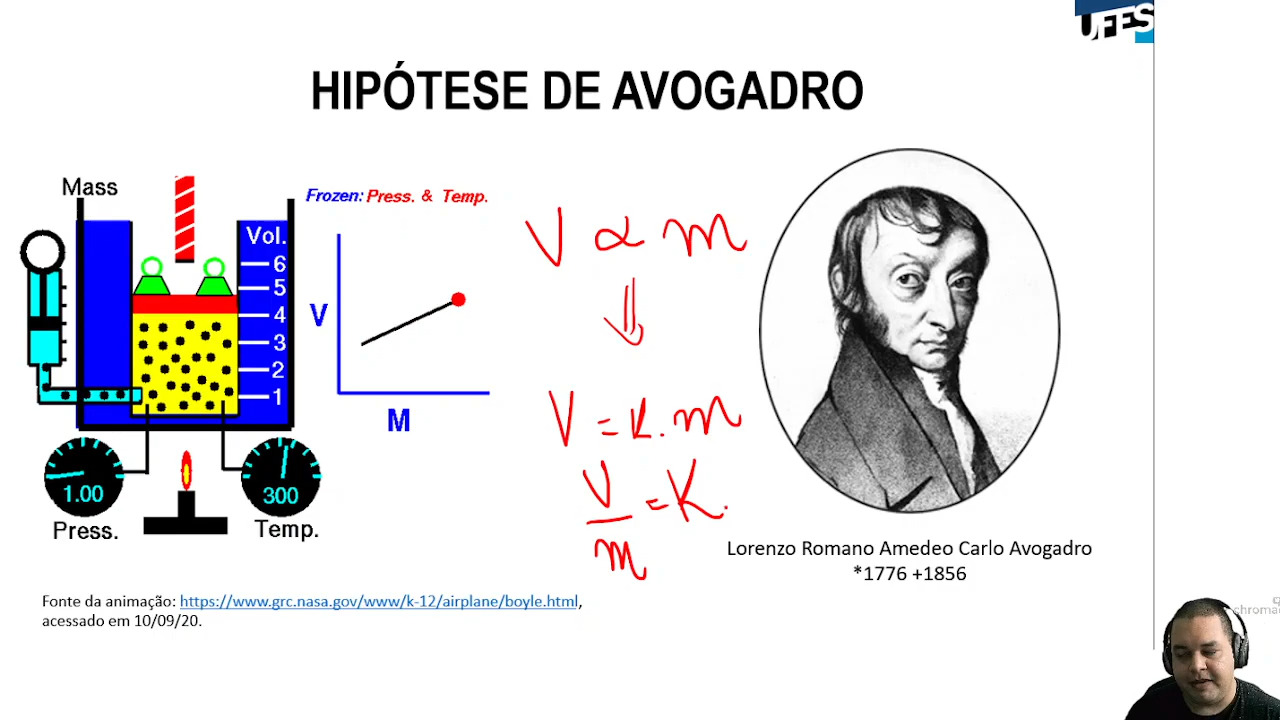 UFES
HIPÓTESE DE AVOGADRO
Mass
Frozen: Press. & Temp.
Vol.
6
5
4
3
2
1
V
M
1.00
Press.
300
Temp.
V ∝ m
⇓
V = K. m
V/m = K.
Lorenzo Romano Amedeo Carlo Avogadro
*1776 +1856
Fonte da animação: https://www.grc.nasa.gov/www/k-12/airplane/boyle.html,
acessado em 10/09/20.